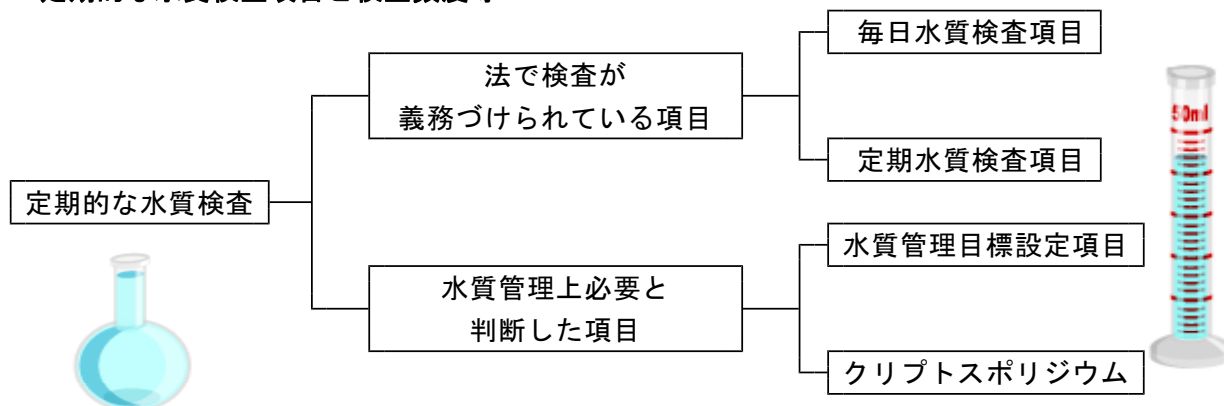 毎日水質検査項目
法で検査が
義務づけられている項目
50ml
定期水質検査項目
定期的な水質検査
水質管理目標設定項目
水質管理上必要と
判断した項目
クリプトスポリジウム